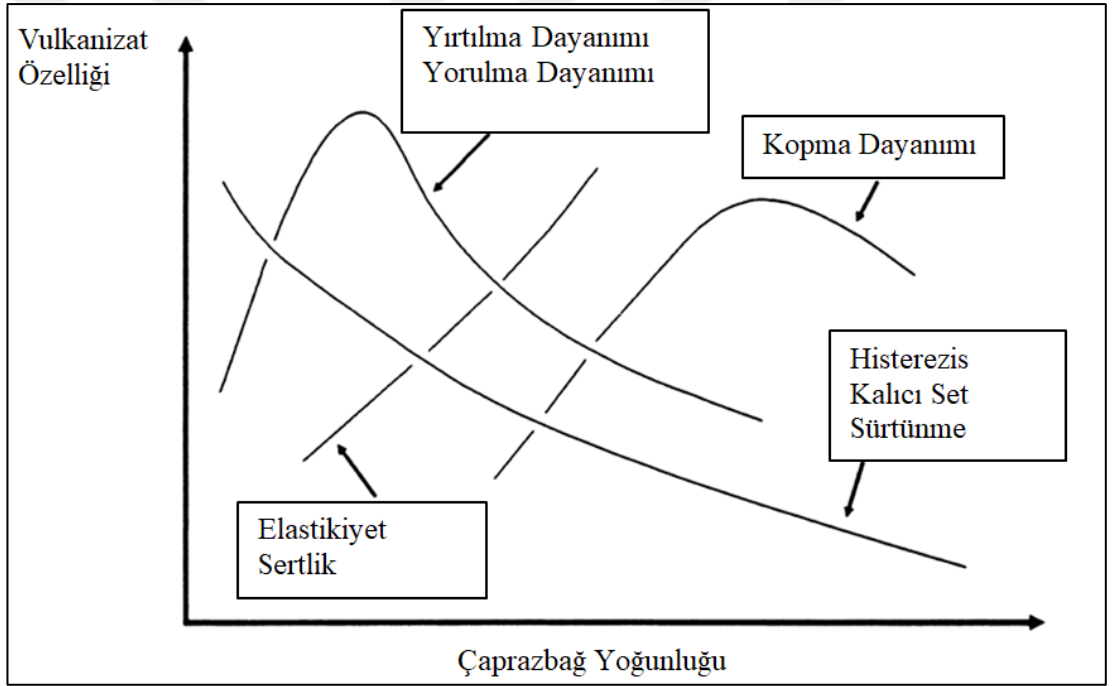 Vulkanizat
Özelliği
Yırtılma Dayanımı
Yorulma Dayanımı
Kopma Dayanımı
Histerezis
Kalıcı Set
Sürtünme
Elastikiyet
Sertlik
Çaprazbağ Yoğunluğu